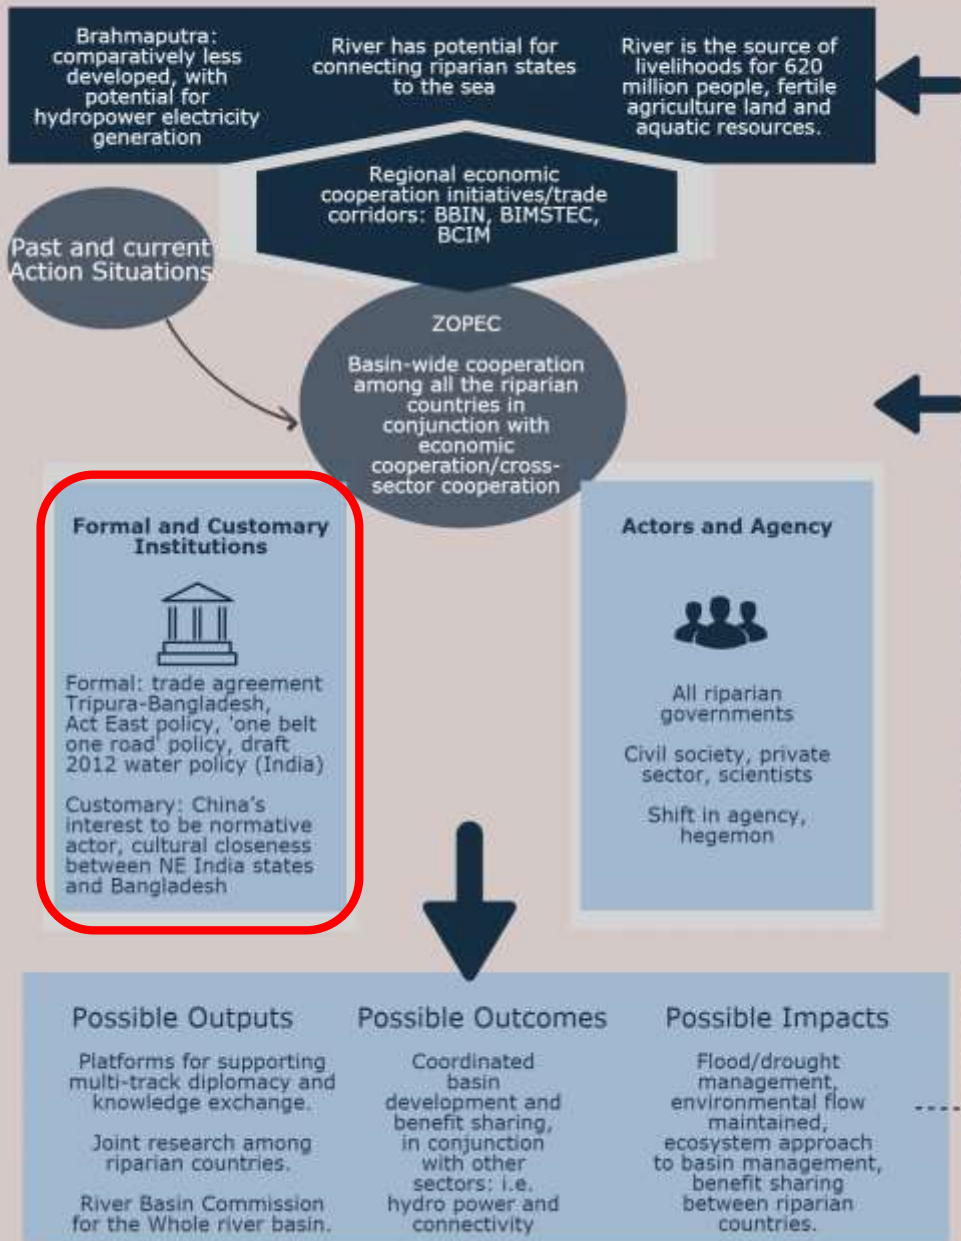 Brahmaputra:
comparatively less
developed, with
potential for
hydropower electricity
generation
River has potential for
connecting riparian states
to the sea
River is the source of
livelihoods for 620
million people, fertile
agriculture land and
aquatic resources.
Regional economic
cooperation initiatives/trade
corridors: BBIN, BIMSTEC,
BCIM
Past and current
Action Situations
ZOPEC
Basin-wide cooperation
among all the riparian
countries in
conjunction with
economic
cooperation/cross-
sector cooperation
Formal and Customary
Institutions
Formal: trade agreement
Tripura-Bangladesh,
Act East policy, 'one belt
one road' policy, draft
2012 water policy (India)
Customary: China's
interest to be normative
actor, cultural closeness
between NE India states
and Bangladesh
Actors and Agency
All riparian
governments
Civil society, private
sector, scientists
Shift in agency,
hegemon
Possible Outputs
Platforms for supporting
multi-track diplomacy and
knowledge exchange.
Joint research among
riparian countries.
River Basin Commission
for the Whole river basin.
Possible Outcomes
Coordinated
basin
development and
benefit sharing,
in conjunction
with other
sectors: i.e.
hydro power and
connectivity
Possible Impacts
Flood/drought
management,
environmental flow
maintained,
ecosystem approach
to basin management,
benefit sharing
between riparian
countries.